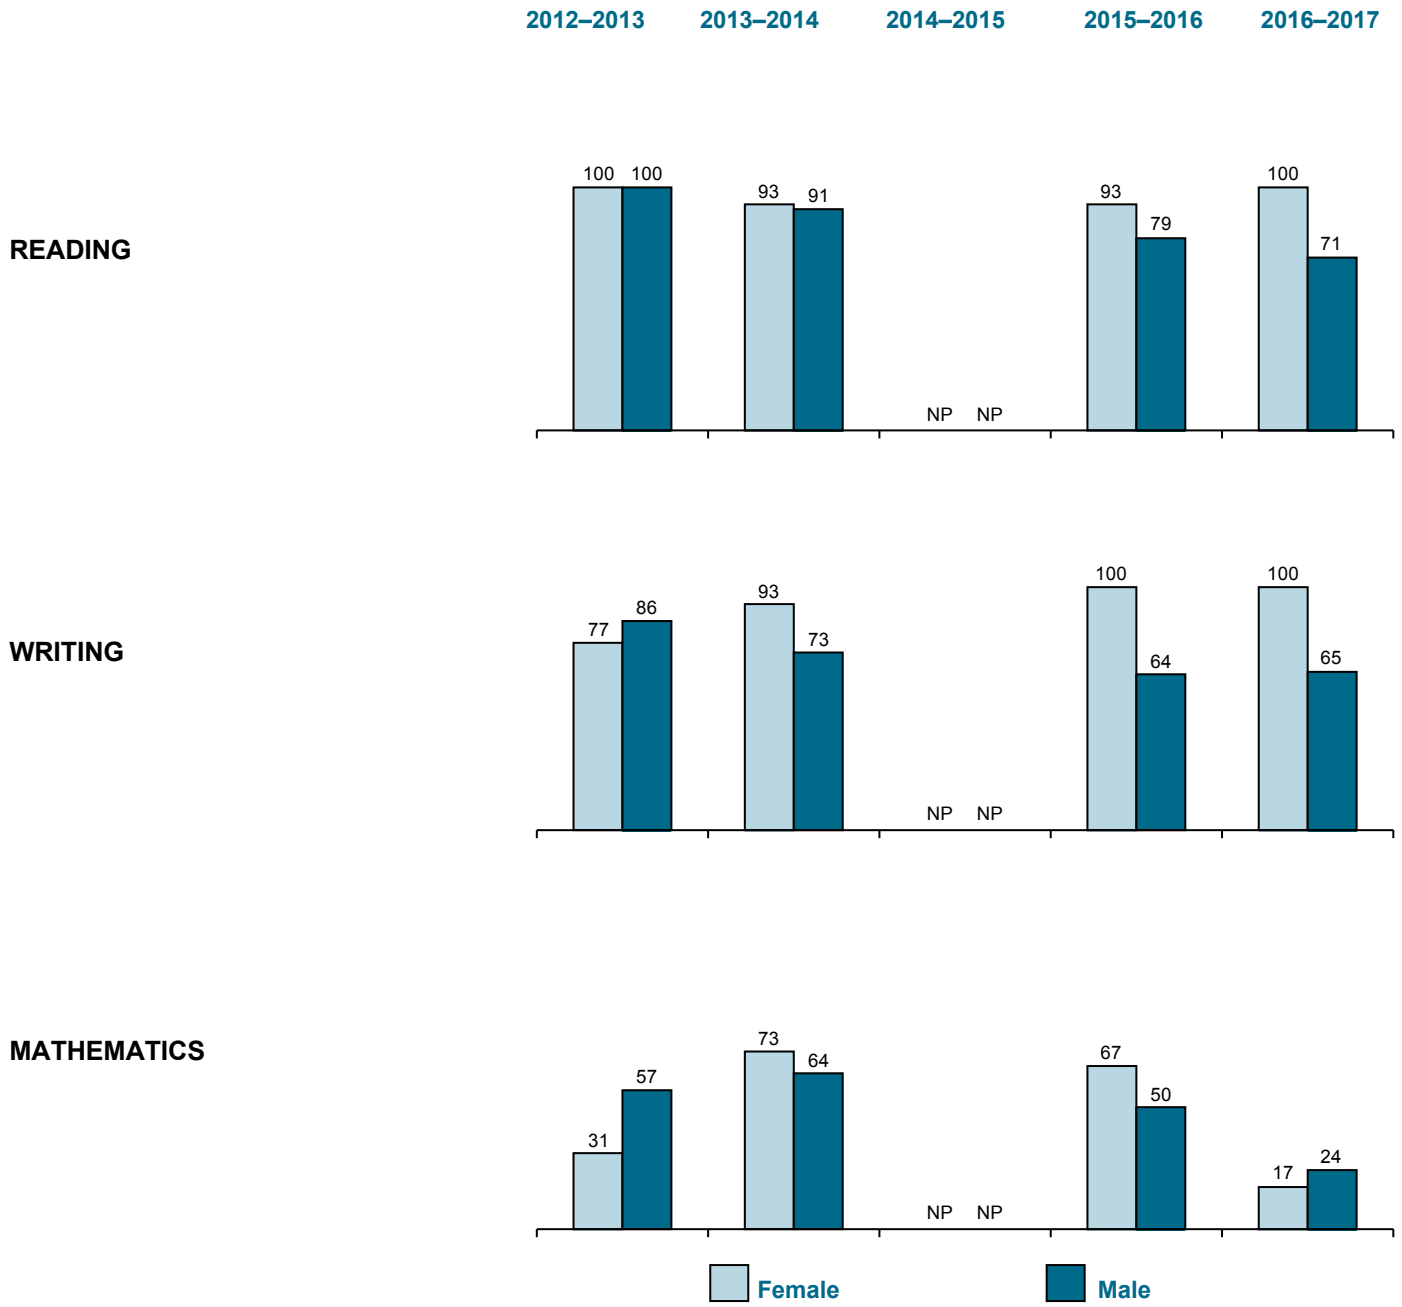 2012–2013 2013–2014 2014–2015 2015–2016 2016–2017
READING
100 100 93 91 NP NP 93 79 100 71
WRITING
77 86 93 73 NP NP 100 64 100 65
MATHEMATICS
31 57 73 64 NP NP 67 50 17 24
Female Male